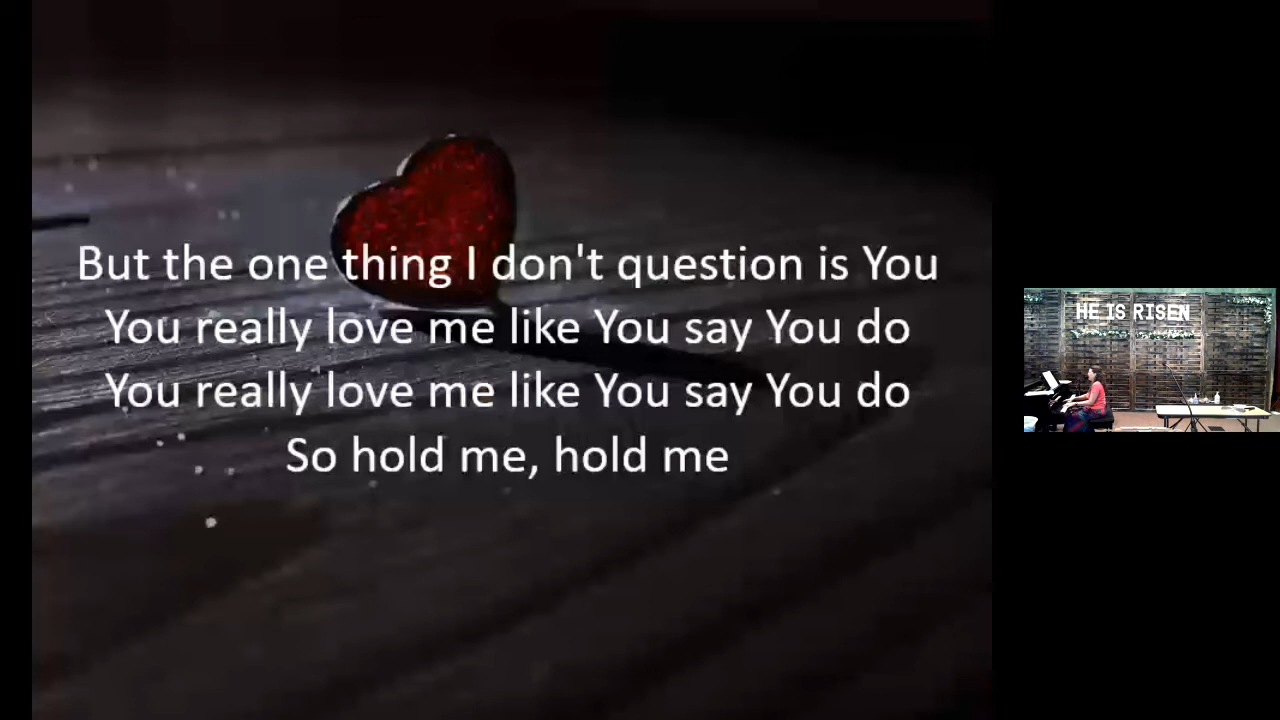 But the one thing I don't question is You
You really love me like You say You do
You really love me like You say You do
So hold me, hold me
HE IS RISEN